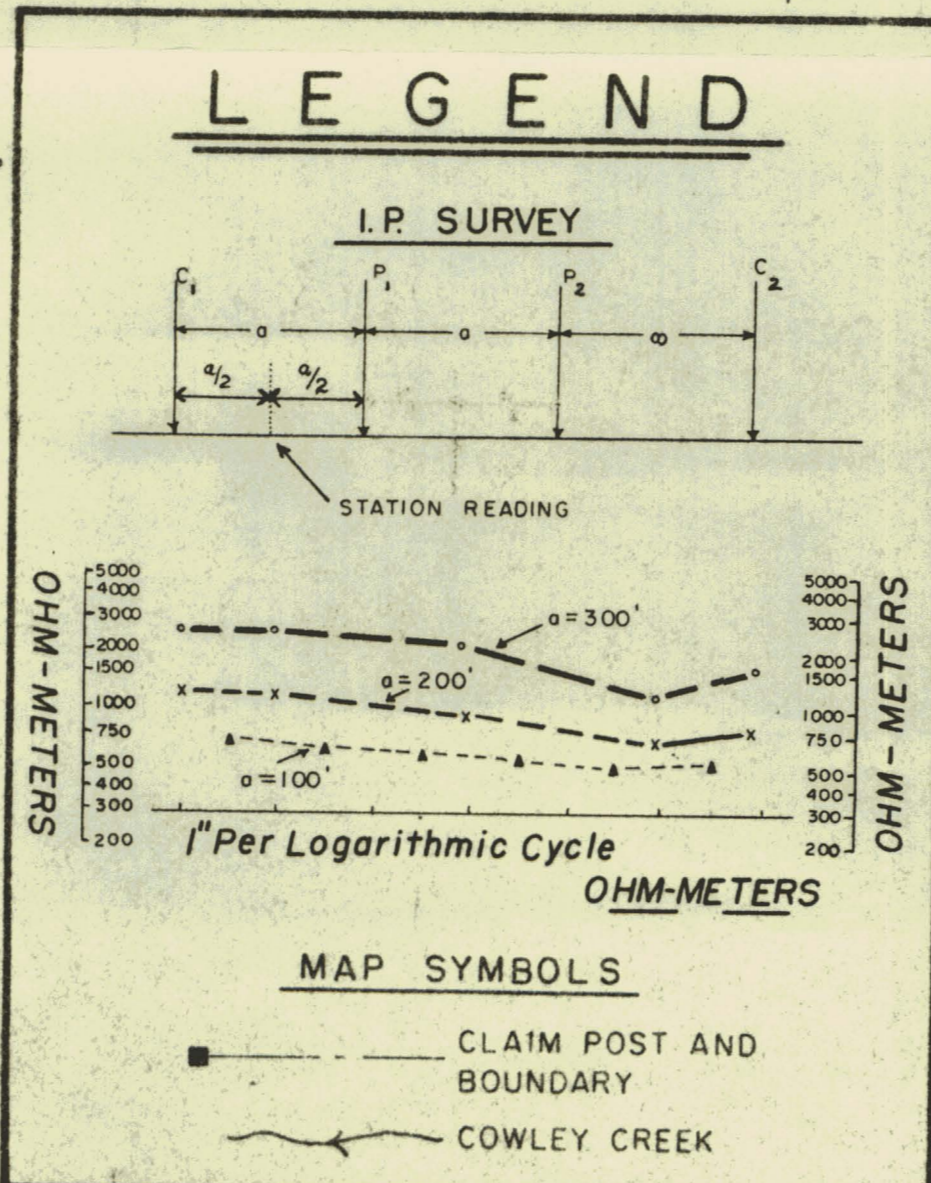 LEGEND
I.P. SURVEY
C₁ P₁ P₂ C₂
a a ∞
a/2 a/2
STATION READING
OHM-METERS
5000
4000
3000
2000
1500
1000
750
500
400
300
200
a=300'
a=200'
a=100'
5000
4000
3000
2000
1500
1000
750
500
400
300
200
OHM-METERS
1" Per Logarithmic Cycle
OHM-METERS
MAP SYMBOLS
CLAIM POST AND
BOUNDARY
COWLEY CREEK